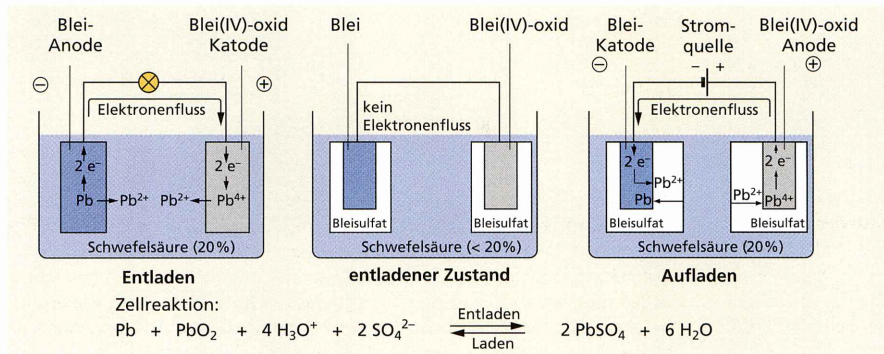 Blei-
Anode
Blei(IV)-oxid
Katode
Elektronenfluss
2 e⁻
2 e⁻
Pb → Pb²⁺
Pb²⁺ ← Pb⁴⁺
Schwefelsäure (20%)
Entladen
Blei
Blei(IV)-oxid
kein
Elektronenfluss
Bleisulfat
Bleisulfat
Schwefelsäure (< 20%)
entladener Zustand
Blei-
Katode
Strom-
quelle
Blei(IV)-oxid
Anode
− +
Elektronenfluss
2 e⁻
2 e⁻
Pb²⁺
Pb
Pb²⁺
Pb⁴⁺
Bleisulfat
Bleisulfat
Schwefelsäure (20%)
Aufladen
Zellreaktion:
Pb + PbO₂ + 4 H₃O⁺ + 2 SO₄²⁻ Entladen ⇌ Laden 2 PbSO₄ + 6 H₂O